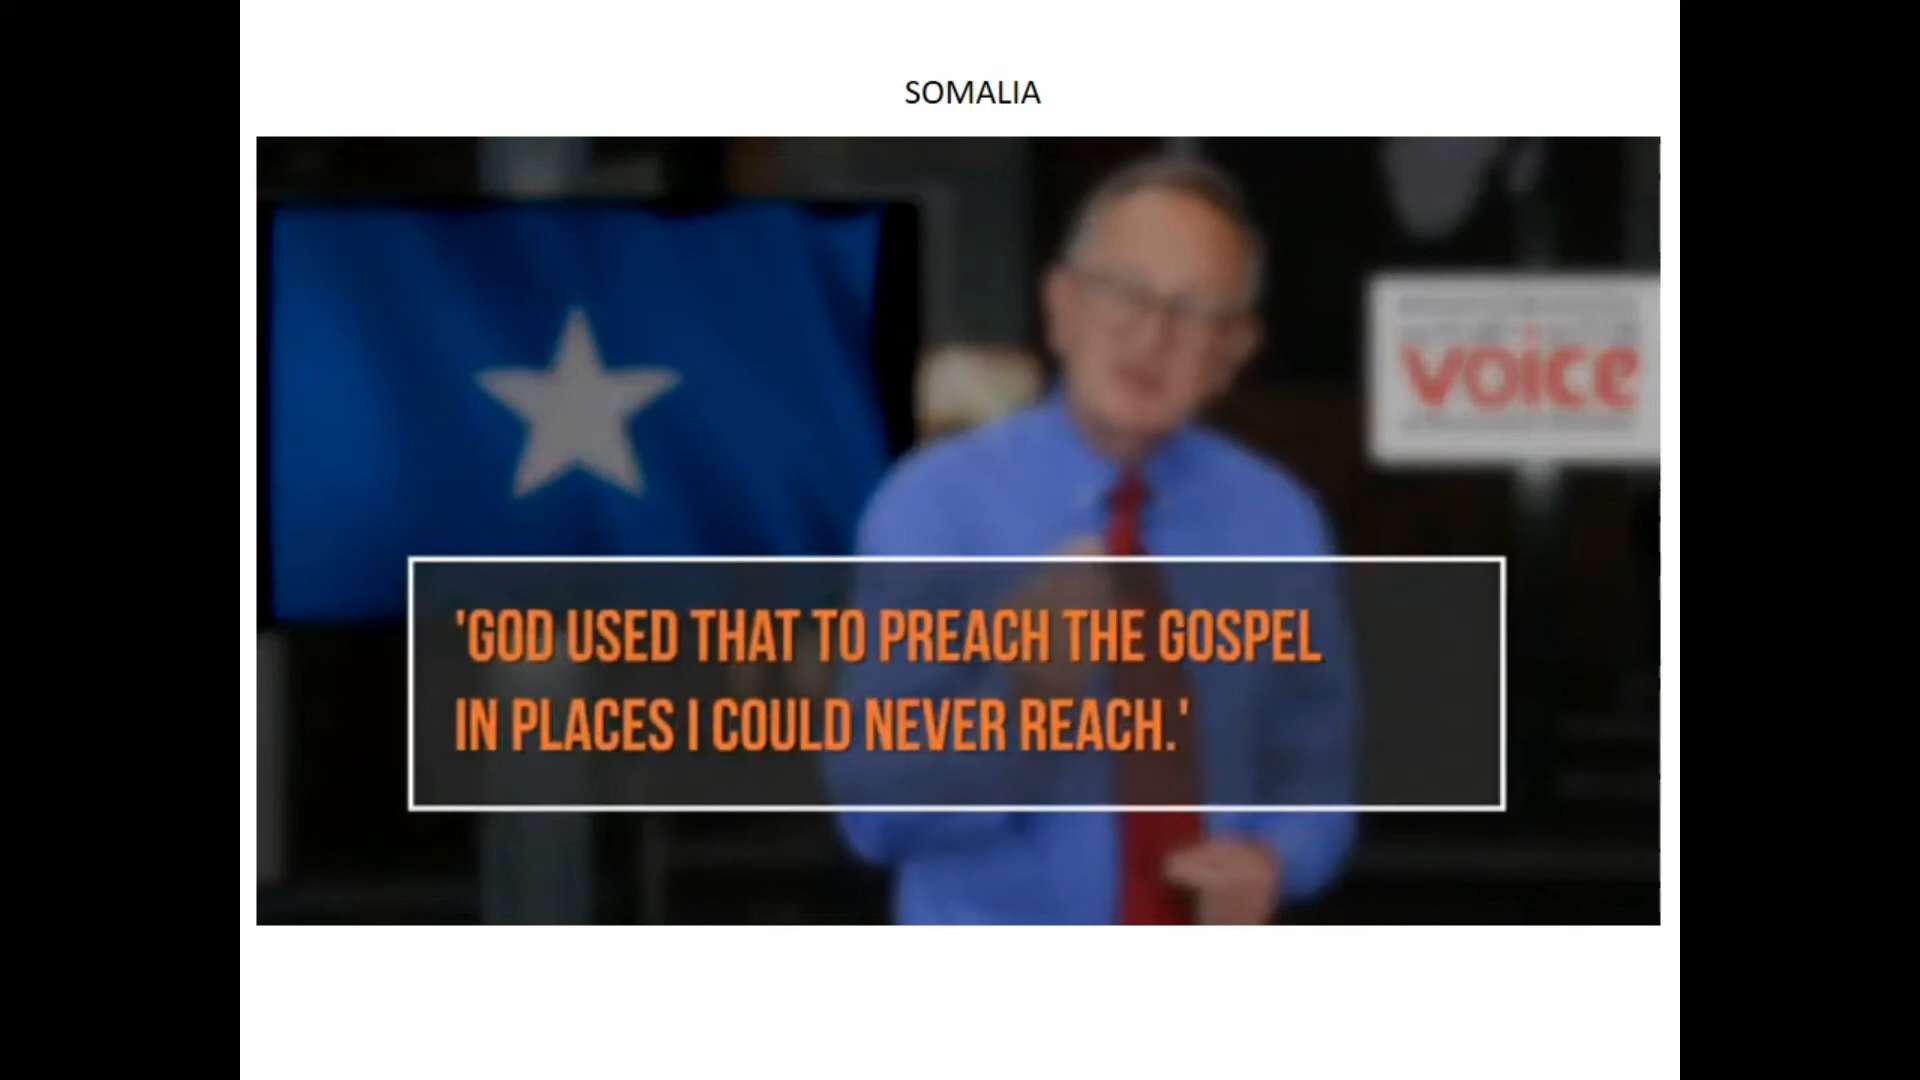 SOMALIA
voice
'GOD USED THAT TO PREACH THE GOSPEL
IN PLACES I COULD NEVER REACH.'